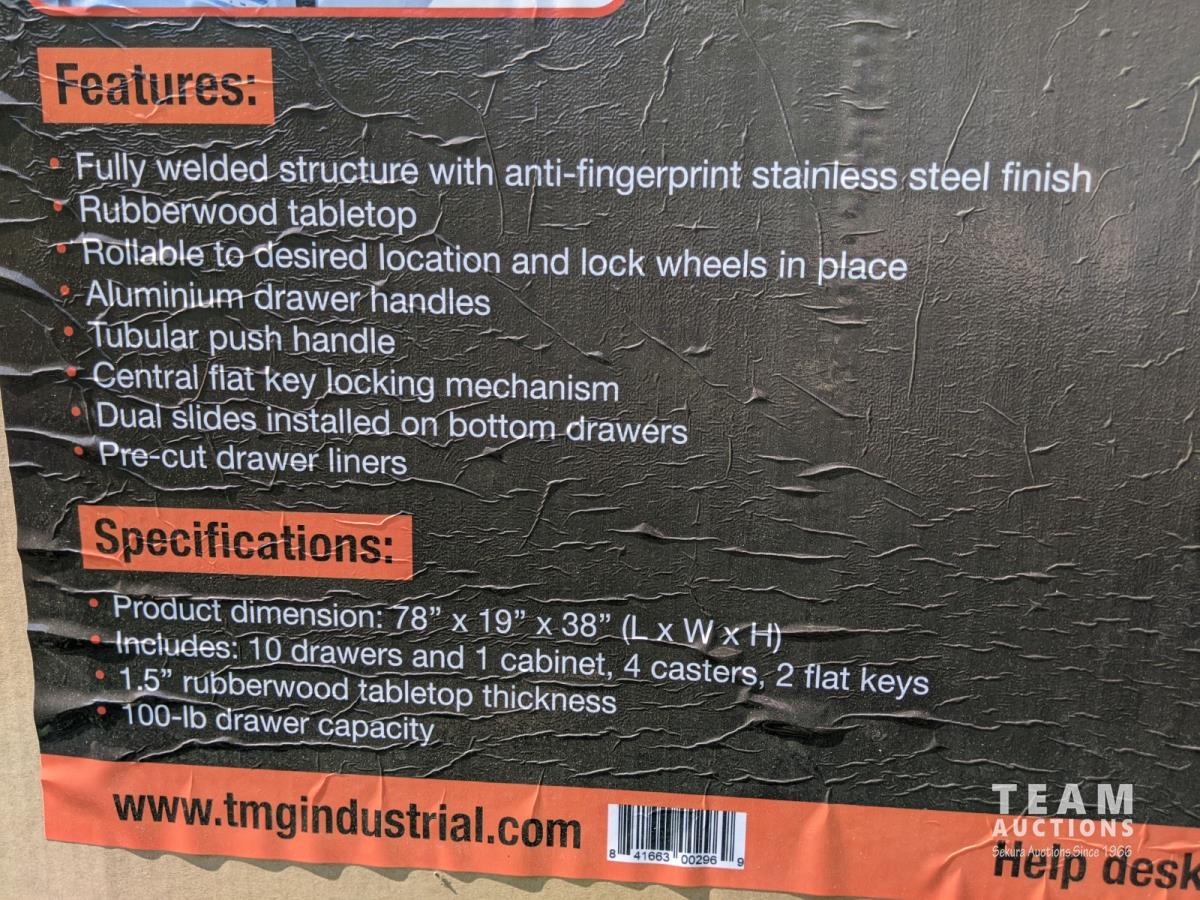 Features:
• Fully welded structure with anti-fingerprint stainless steel finish
• Rubberwood tabletop
• Rollable to desired location and lock wheels in place
• Aluminium drawer handles
• Tubular push handle
• Central flat key locking mechanism
• Dual slides installed on bottom drawers
• Pre-cut drawer liners
Specifications:
• Product dimension: 78” x 19” x 38” (L x W x H)
• Includes: 10 drawers and 1 cabinet, 4 casters, 2 flat keys
• 1.5” rubberwood tabletop thickness
• 100-lb drawer capacity
www.tmgindustrial.com
8 41663 00296 9
TEAM
AUCTIONS
Sekura Auctions Since 1966
Help desk